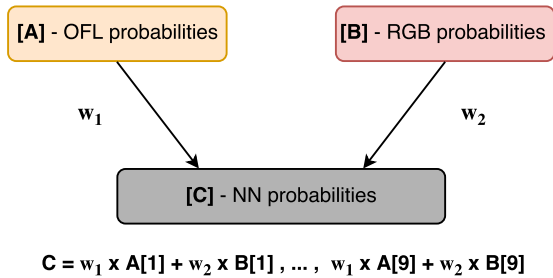 [A] - OFL probabilities
[B] - RGB probabilities
w1
w2
[C] - NN probabilities
C = w1 x A[1] + w2 x B[1] , ... , w1 x A[9] + w2 x B[9]